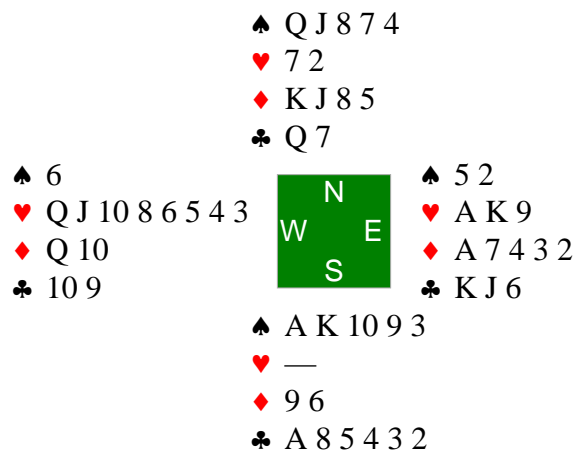 ♠ Q J 8 7 4
♥ 7 2
♦ K J 8 5
♣ Q 7
♠ 6
♥ Q J 10 8 6 5 4 3
♦ Q 10
♣ 10 9
N
W E
S
♠ 5 2
♥ A K 9
♦ A 7 4 3 2
♣ K J 6
♠ A K 10 9 3
♥ —
♦ 9 6
♣ A 8 5 4 3 2